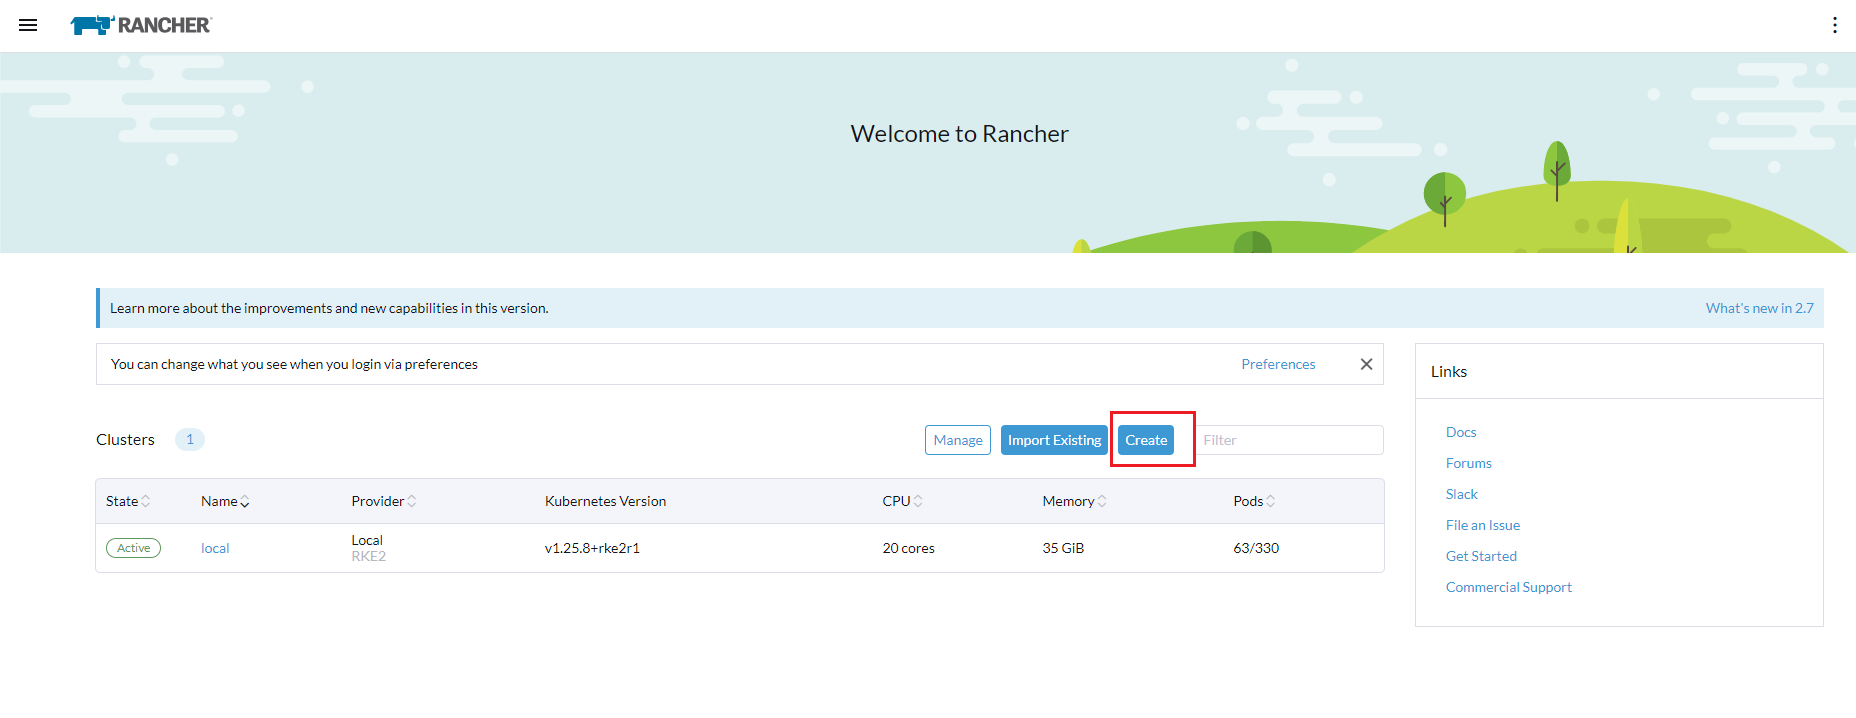 RANCHER
Welcome to Rancher
Learn more about the improvements and new capabilities in this version. What's new in 2.7
You can change what you see when you login via preferences Preferences
Links
Clusters 1 Manage Import Existing Create Filter
Docs
Forums
Slack
File an Issue
Get Started
Commercial Support
State Name Provider Kubernetes Version CPU Memory Pods
Active local Local v1.25.8+rke2r1 20 cores 35 GiB 63/330
RKE2